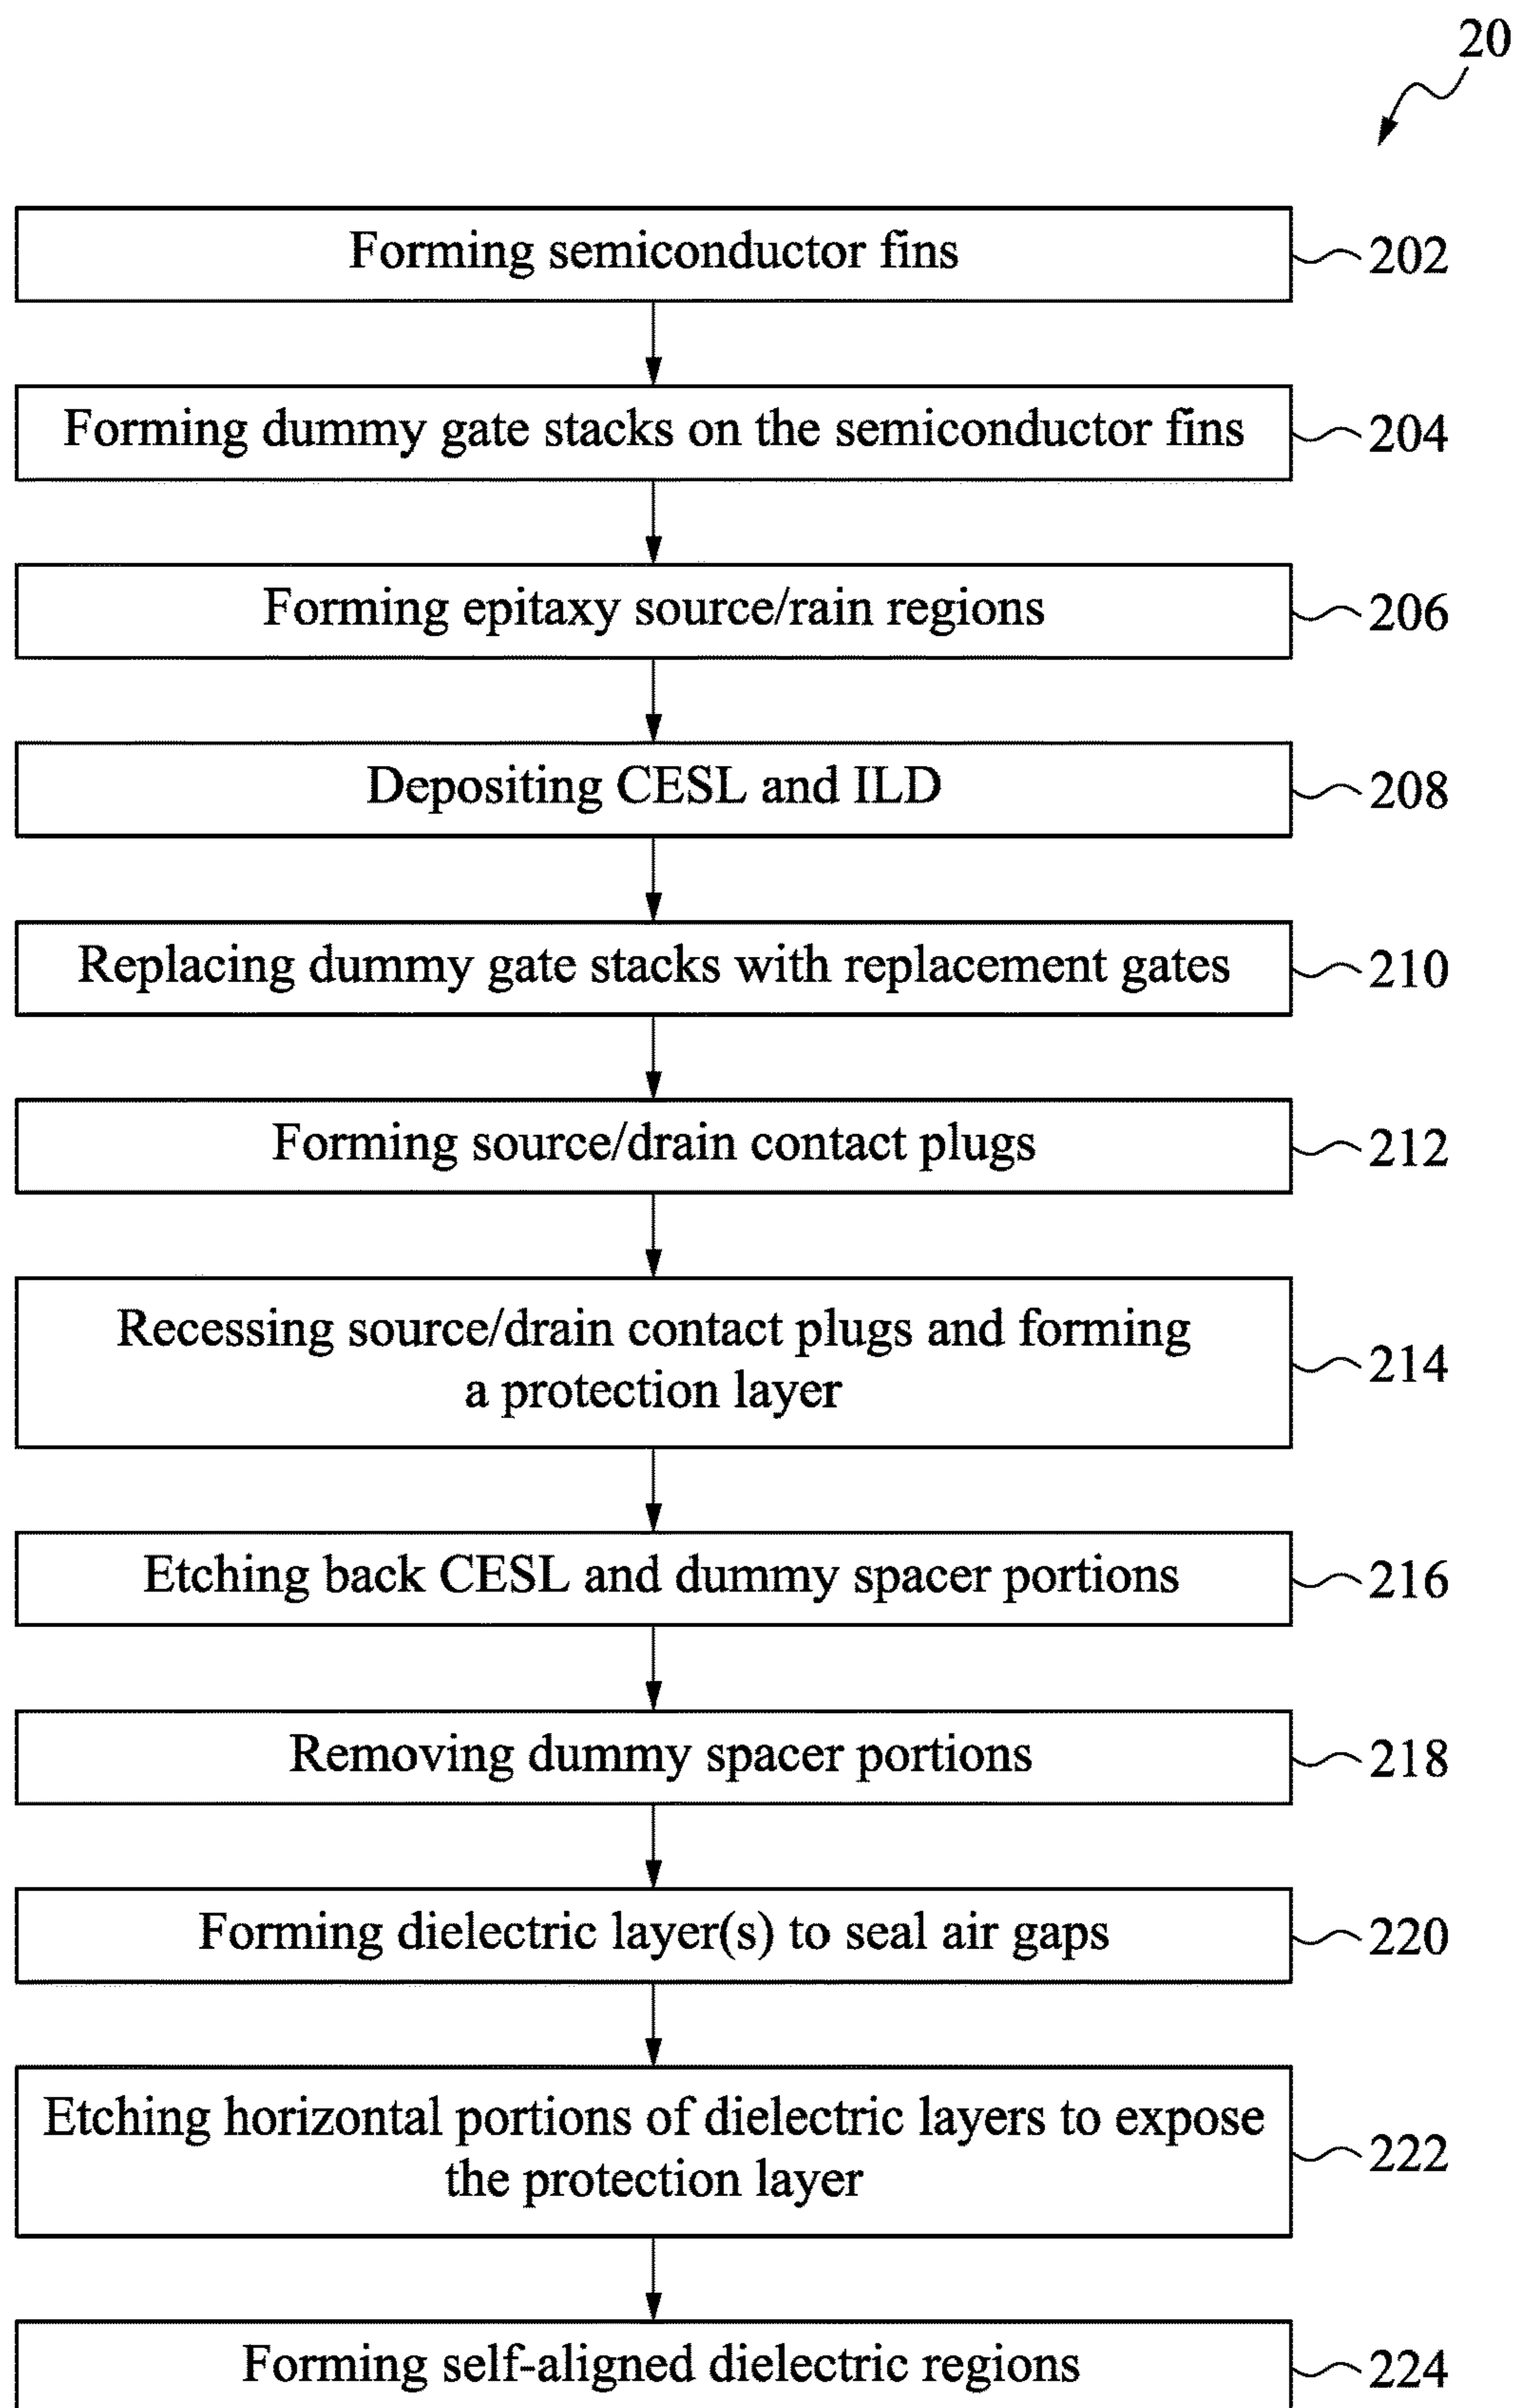 20
Forming semiconductor fins
202
Forming dummy gate stacks on the semiconductor fins
204
Forming epitaxy source/rain regions
206
Depositing CESL and ILD
208
Replacing dummy gate stacks with replacement gates
210
Forming source/drain contact plugs
212
Recessing source/drain contact plugs and forming
a protection layer
214
Etching back CESL and dummy spacer portions
216
Removing dummy spacer portions
218
Forming dielectric layer(s) to seal air gaps
220
Etching horizontal portions of dielectric layers to expose
the protection layer
222
Forming self-aligned dielectric regions
224